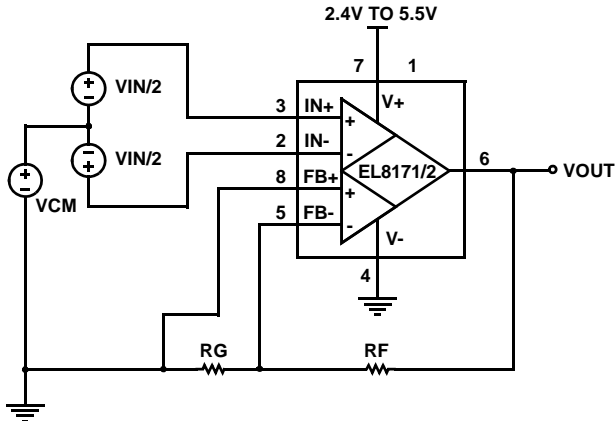 2.4V TO 5.5V
7 1
VIN/2
3 IN+ V+
+
2 IN-
-
VIN/2
6
VOUT
EL8171/2
8 FB+
+
VCM
5 FB-
-
V-
4
RG RF